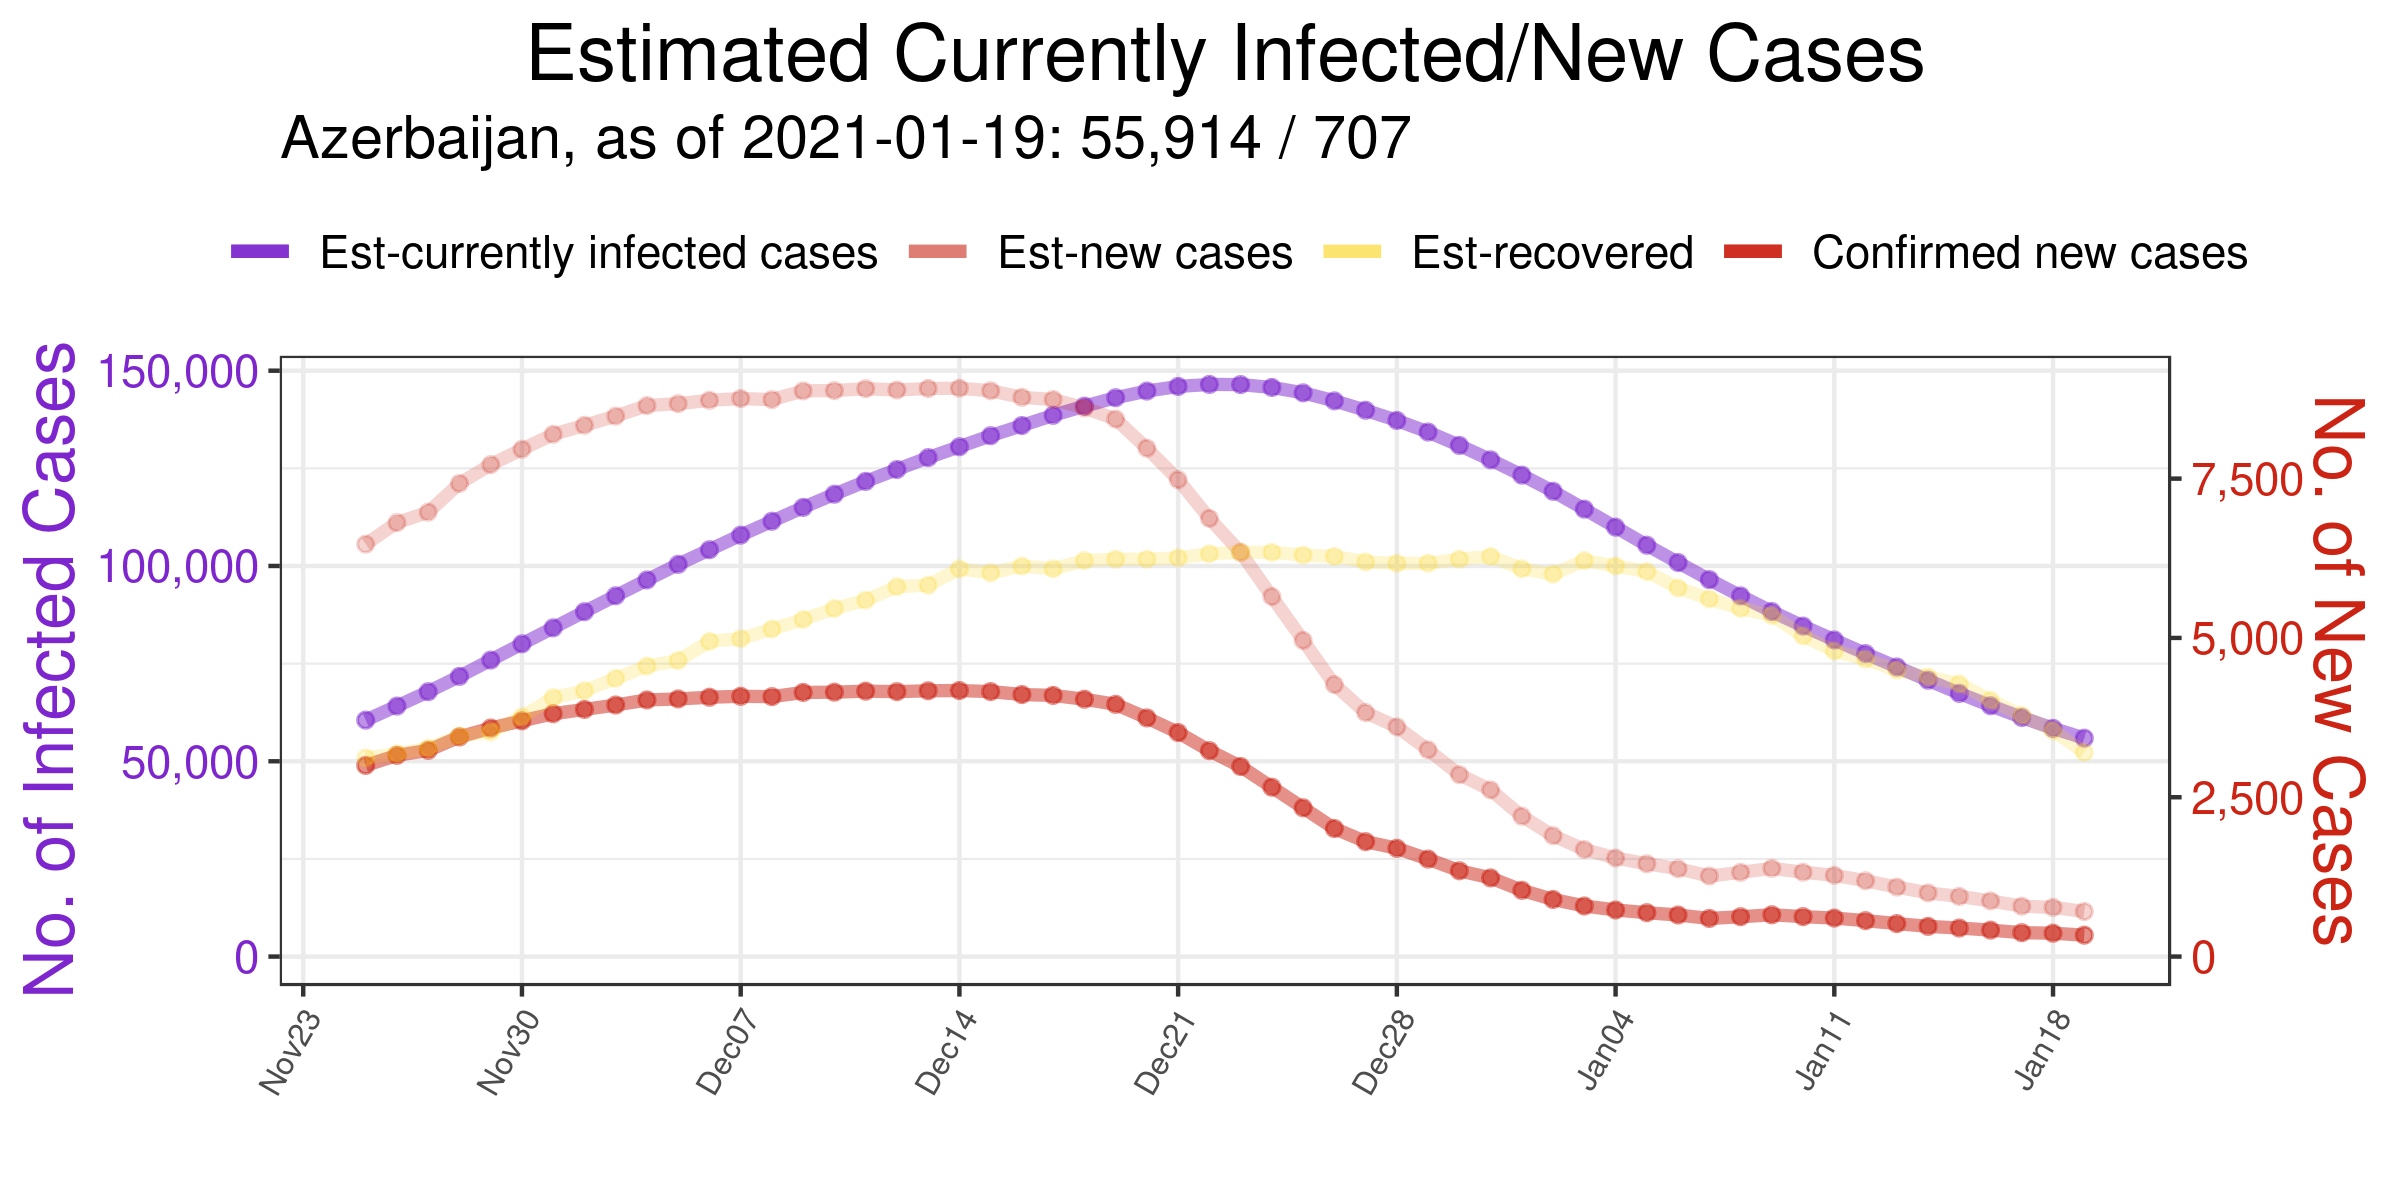 Estimated Currently Infected/New Cases
Azerbaijan, as of 2021-01-19: 55,914 / 707
Est-currently infected cases Est-new cases Est-recovered Confirmed new cases
No. of Infected Cases
150,000
100,000
50,000
0
No. of New Cases
7,500
5,000
2,500
0
Nov23 Nov30 Dec07 Dec14 Dec21 Dec28 Jan04 Jan11 Jan18